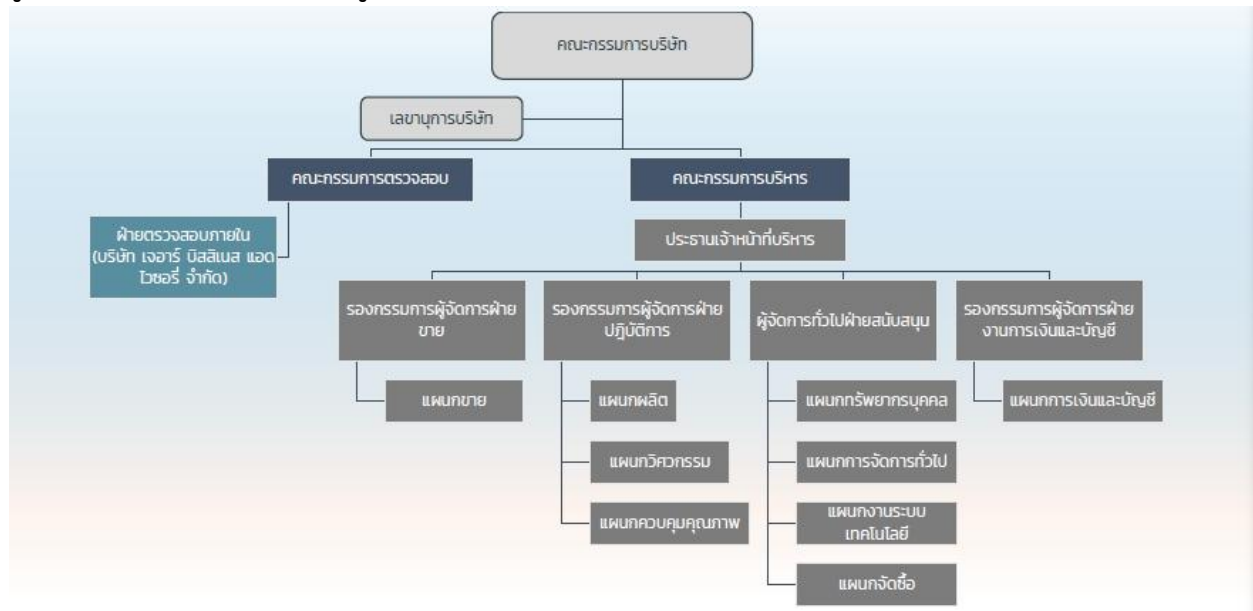 คณะกรรมการบริษัท
เลขานุการบริษัท
คณะกรรมการตรวจสอบ
คณะกรรมการบริหาร
ฝ่ายตรวจสอบภายใน
(บริษัท เจอาร์ บิสสิเนส แอด
ไวซอรี่ จำกัด)
ประธานเจ้าหน้าที่บริหาร
รองกรรมการผู้จัดการฝ่าย
ขาย
รองกรรมการผู้จัดการฝ่าย
ปฎิบัติการ
ผู้จัดการทั่วไปฝ่ายสนับสนุน
รองกรรมการผู้จัดการฝ่าย
งานการเงินและบัญชี
แผนกขาย
แผนกผลิต
แผนกทรัพยากรบุคคล
แผนกการเงินและบัญชี
แผนกวิศวกรรม
แผนกการจัดการทั่วไป
แผนกควบคุมคุณภาพ
แผนกงานระบบ
เทคโนโลยี
แผนกจัดซื้อ